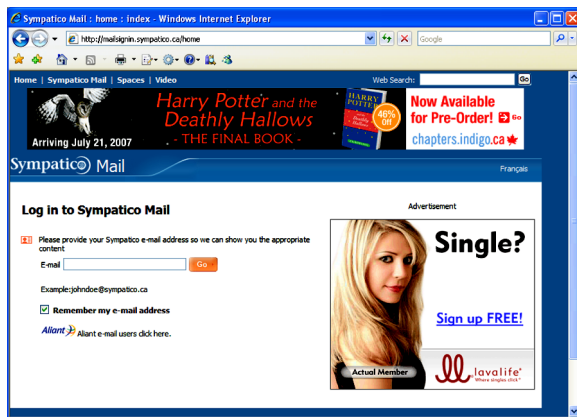 Sympatico Mail : home : index - Windows Internet Explorer
http://mailsignin.sympatico.ca/home
Google
Home | Sympatico Mail | Spaces | Video
Web Search:
Go
Harry Potter and the
Deathly Hallows
- THE FINAL BOOK -
Arriving July 21, 2007
HARRY
POTTER
46%
Off
Now Available
for Pre-Order!
Go
chapters.indigo.ca
Sympatico Mail
Français
Log in to Sympatico Mail
Please provide your Sympatico e-mail address so we can show you the appropriate
content
E-mail
Go
Example:johndoe@sympatico.ca
Remember my e-mail address
Aliant
Aliant e-mail users click here.
Advertisement
Single?
Sign up FREE!
Actual Member
lavalife
Where singles click